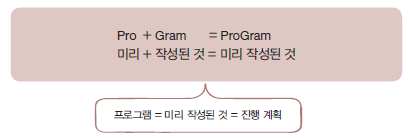 Pro + Gram = ProGram
미리 + 작성된 것 = 미리 작성된 것
프로그램 = 미리 작성된 것 = 진행 계획